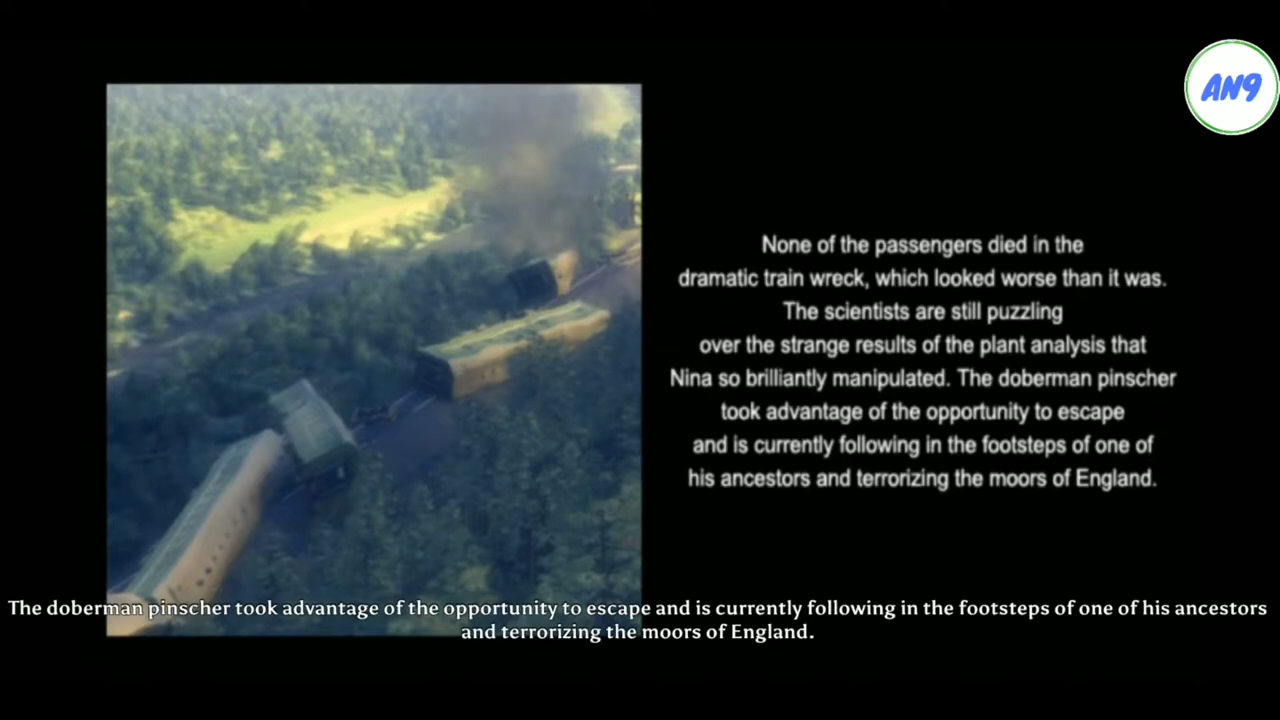 AN9
None of the passengers died in the
dramatic train wreck, which looked worse than it was.
The scientists are still puzzling
over the strange results of the plant analysis that
Nina so brilliantly manipulated. The doberman pinscher
took advantage of the opportunity to escape
and is currently following in the footsteps of one of
his ancestors and terrorizing the moors of England.
The doberman pinscher took advantage of the opportunity to escape and is currently following in the footsteps of one of his ancestors
and terrorizing the moors of England.